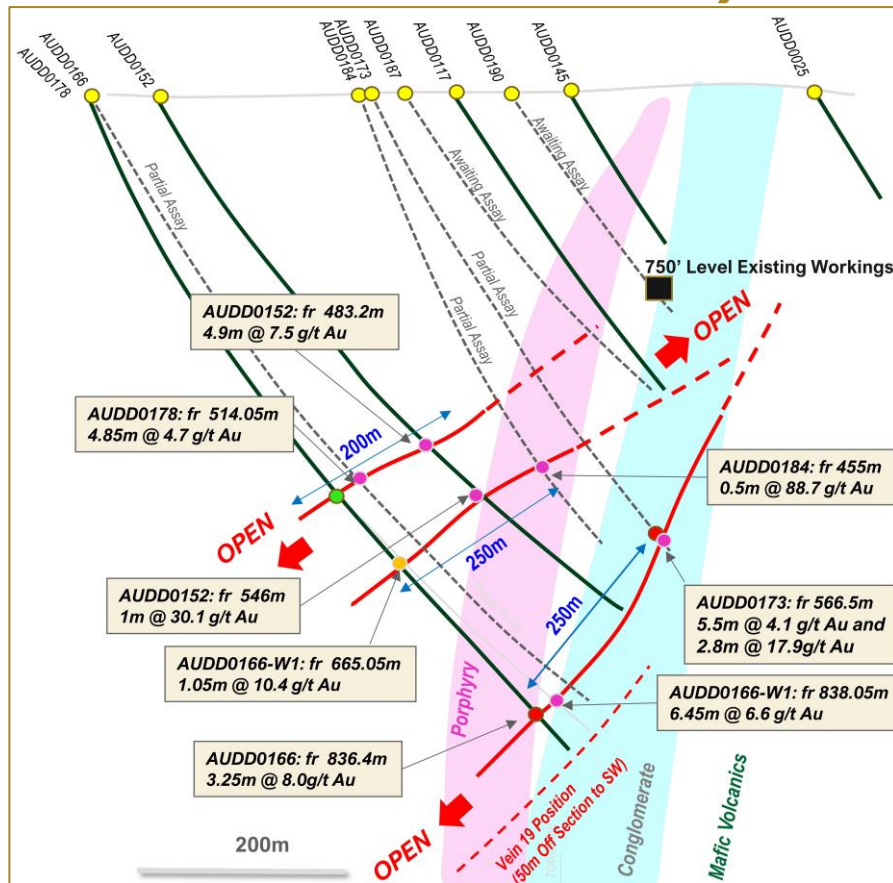 AUDD0178
AUDD0166
AUDD0152
AUDD0184
AUDD0173
AUDD0187
AUDD0117
AUDD0190
AUDD0145
AUDD0025
Partial Assay
Awaiting Assay
Awaiting Assay
Partial Assay
Partial Assay
750' Level Existing Workings
OPEN
AUDD0152: fr 483.2m
4.9m @ 7.5 g/t Au
AUDD0178: fr 514.05m
4.85m @ 4.7 g/t Au
200m
AUDD0184: fr 455m
0.5m @ 88.7 g/t Au
OPEN
250m
250m
AUDD0152: fr 546m
1m @ 30.1 g/t Au
AUDD0173: fr 566.5m
5.5m @ 4.1 g/t Au and
2.8m @ 17.9g/t Au
AUDD0166-W1: fr 665.05m
1.05m @ 10.4 g/t Au
AUDD0166-W1: fr 838.05m
6.45m @ 6.6 g/t Au
AUDD0166: fr 836.4m
3.25m @ 8.0g/t Au
Porphyry
Conglomerate
Mafic Volcanics
Vein 19 Position
(50m Off Section to SW)
OPEN
200m